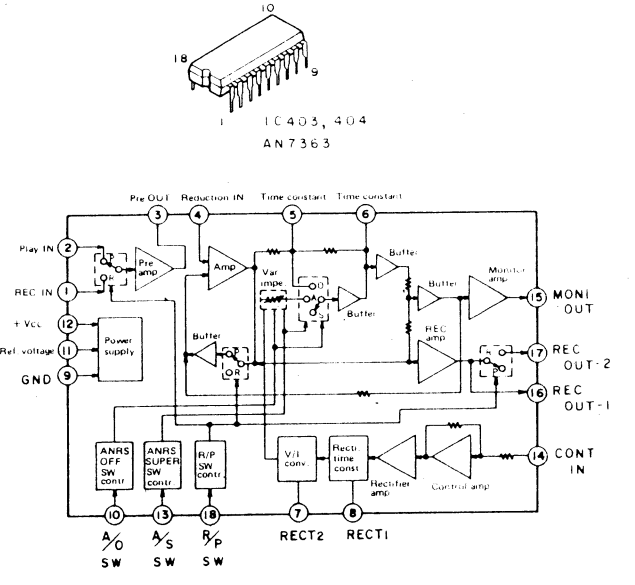 10
18
9
1
IC403, 404
AN7363
Pre OUT
Reduction IN
Time constant
Time constant
3
4
5
6
Play IN
2
P
R
Pre
amp
Amp
Var
impe.
O
A
S
Buffer
Buffer
Buffer
Monitor
amp
15
MONI
OUT
REC IN
1
+Vcc
12
Ref. voltage
11
GND
9
Power
supply
Buffer
P
R
REC
amp
R
P
17
REC
OUT-2
16
REC
OUT-1
ANRS
OFF
SW
contr.
ANRS
SUPER
SW
contr.
R/P
SW
contr.
V/I
conv.
Recti.
time
const.
Rectifier
amp
Control amp
14
CONT
IN
10
13
18
7
8
A/O
SW
A/S
SW
R/P
SW
RECT2
RECT1